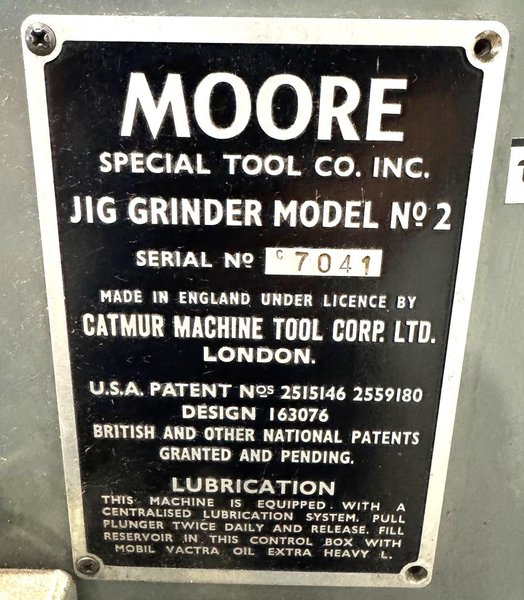 MOORE
SPECIAL TOOL CO. INC.
JIG GRINDER MODEL Nº 2
SERIAL Nº C 7041
MADE IN ENGLAND UNDER LICENCE BY
CATMUR MACHINE TOOL CORP. LTD.
LONDON.
U.S.A. PATENT Nºs 2515146 2559180
DESIGN 163076
BRITISH AND OTHER NATIONAL PATENTS
GRANTED AND PENDING.
LUBRICATION
THIS MACHINE IS EQUIPPED WITH A
CENTRALISED LUBRICATION SYSTEM. PULL
PLUNGER TWICE DAILY AND RELEASE. FILL
RESERVOIR IN THIS CONTROL BOX WITH
MOBIL VACTRA OIL EXTRA HEAVY L.